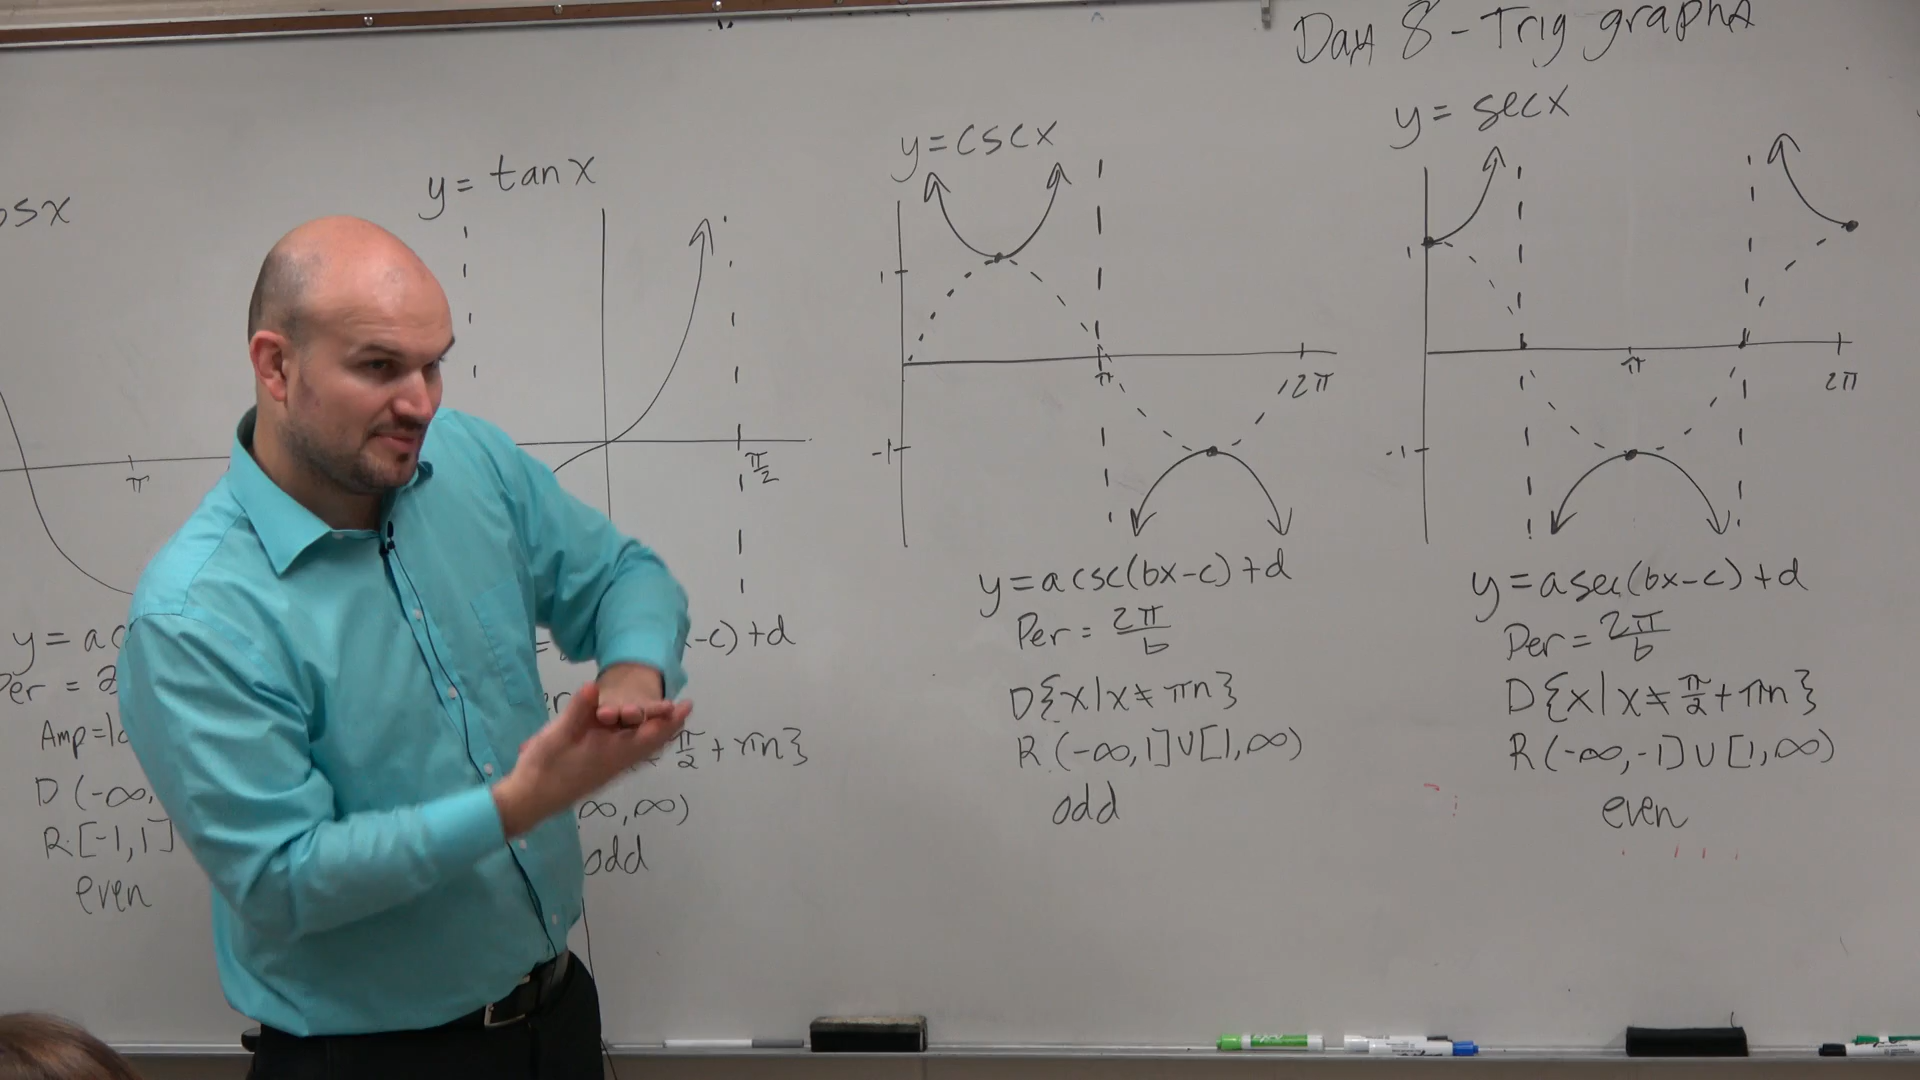 Day 8 - Trig graphs
y = tan x
π
π/2
y = a
Per = 2
Amp = |a
D (-∞,
R: [-1,1]
even
-c) + d
π/2 + πn}
∞, ∞)
odd
y = csc x
1
-1
π
2π
y = a csc(bx-c) + d
Per = 2π/b
D{x|x ≠ πn}
R (-∞,1]∪[1,∞)
odd
y = sec x
1
-1
π
2π
y = a sec(bx-c) + d
Per = 2π/b
D{x|x ≠ π/2 + πn}
R (-∞,-1]∪[1,∞)
even